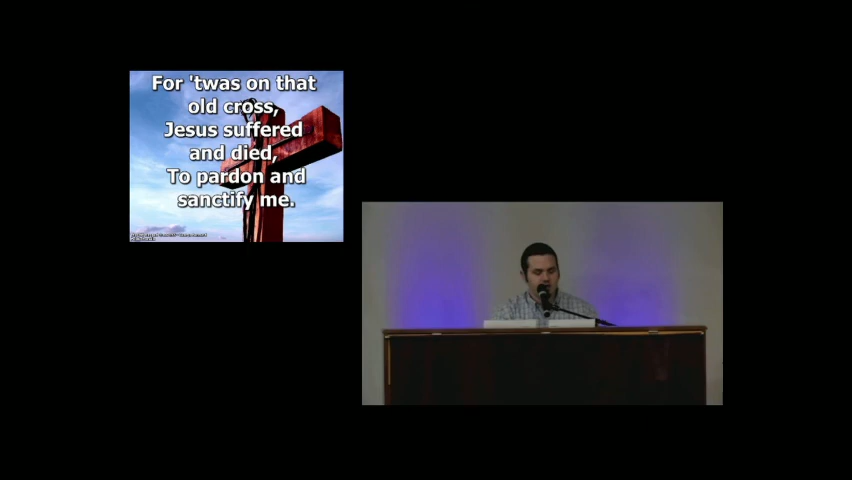 For 'twas on that
old cross,
Jesus suffered
and died,
To pardon and
sanctify me.